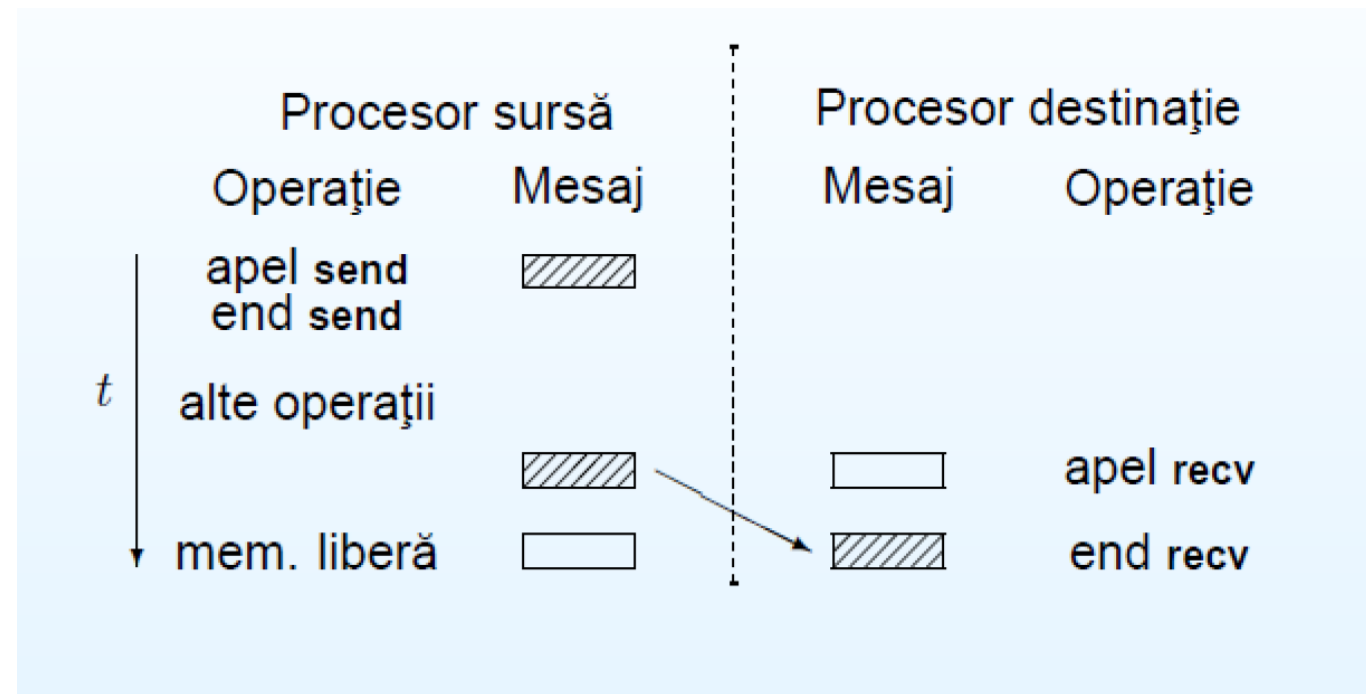 Procesor sursă Procesor destinaţie
Operaţie Mesaj Mesaj Operaţie
apel send
end send
t alte operaţii
apel recv
mem. liberă end recv